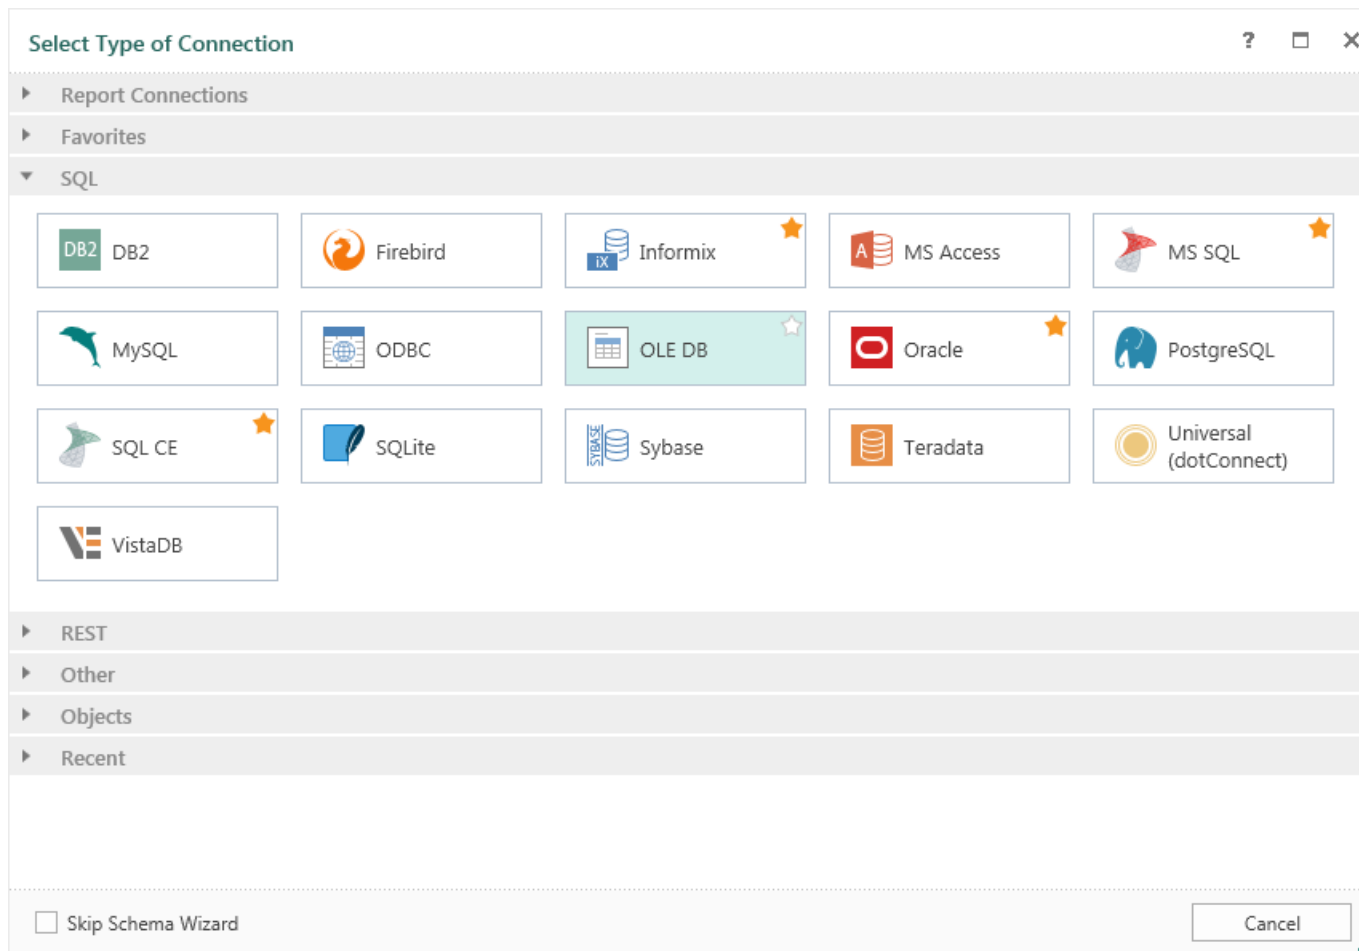 Select Type of Connection
?
Report Connections
Favorites
SQL
DB2 DB2
Firebird
iX Informix
A MS Access
MS SQL
MySQL
ODBC
OLE DB
Oracle
PostgreSQL
SQL CE
SQLite
SYBASE Sybase
Teradata
Universal
(dotConnect)
VistaDB
REST
Other
Objects
Recent
Skip Schema Wizard
Cancel